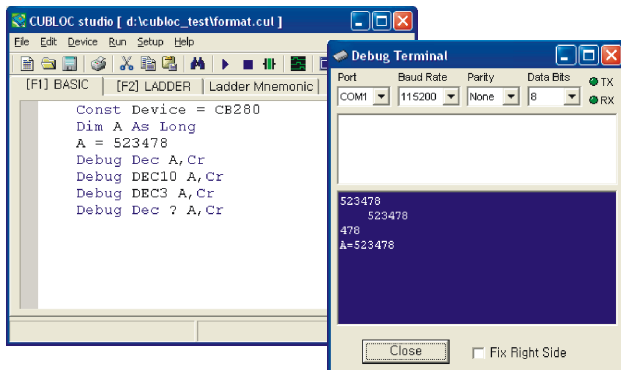 CUBLOC studio [ d:\cubloc_test\format.cul ]
File Edit Device Run Setup Help
[F1] BASIC [F2] LADDER Ladder Mnemonic
Const Device = CB280
Dim A As Long
A = 523478
Debug Dec A,Cr
Debug DEC10 A,Cr
Debug DEC3 A,Cr
Debug Dec ? A,Cr
Debug Terminal
Port Baud Rate Parity Data Bits TX
COM1 115200 None 8 RX
523478
523478
478
A=523478
Close Fix Right Side